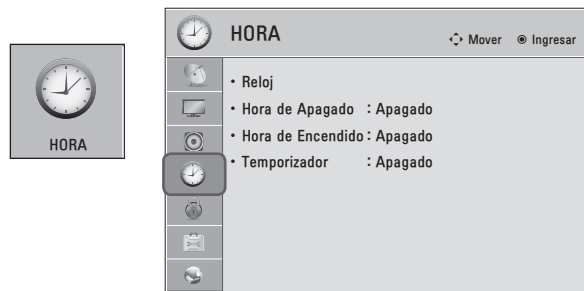 HORA
HORA
Mover Ingresar
• Reloj
• Hora de Apagado : Apagado
• Hora de Encendido : Apagado
• Temporizador : Apagado